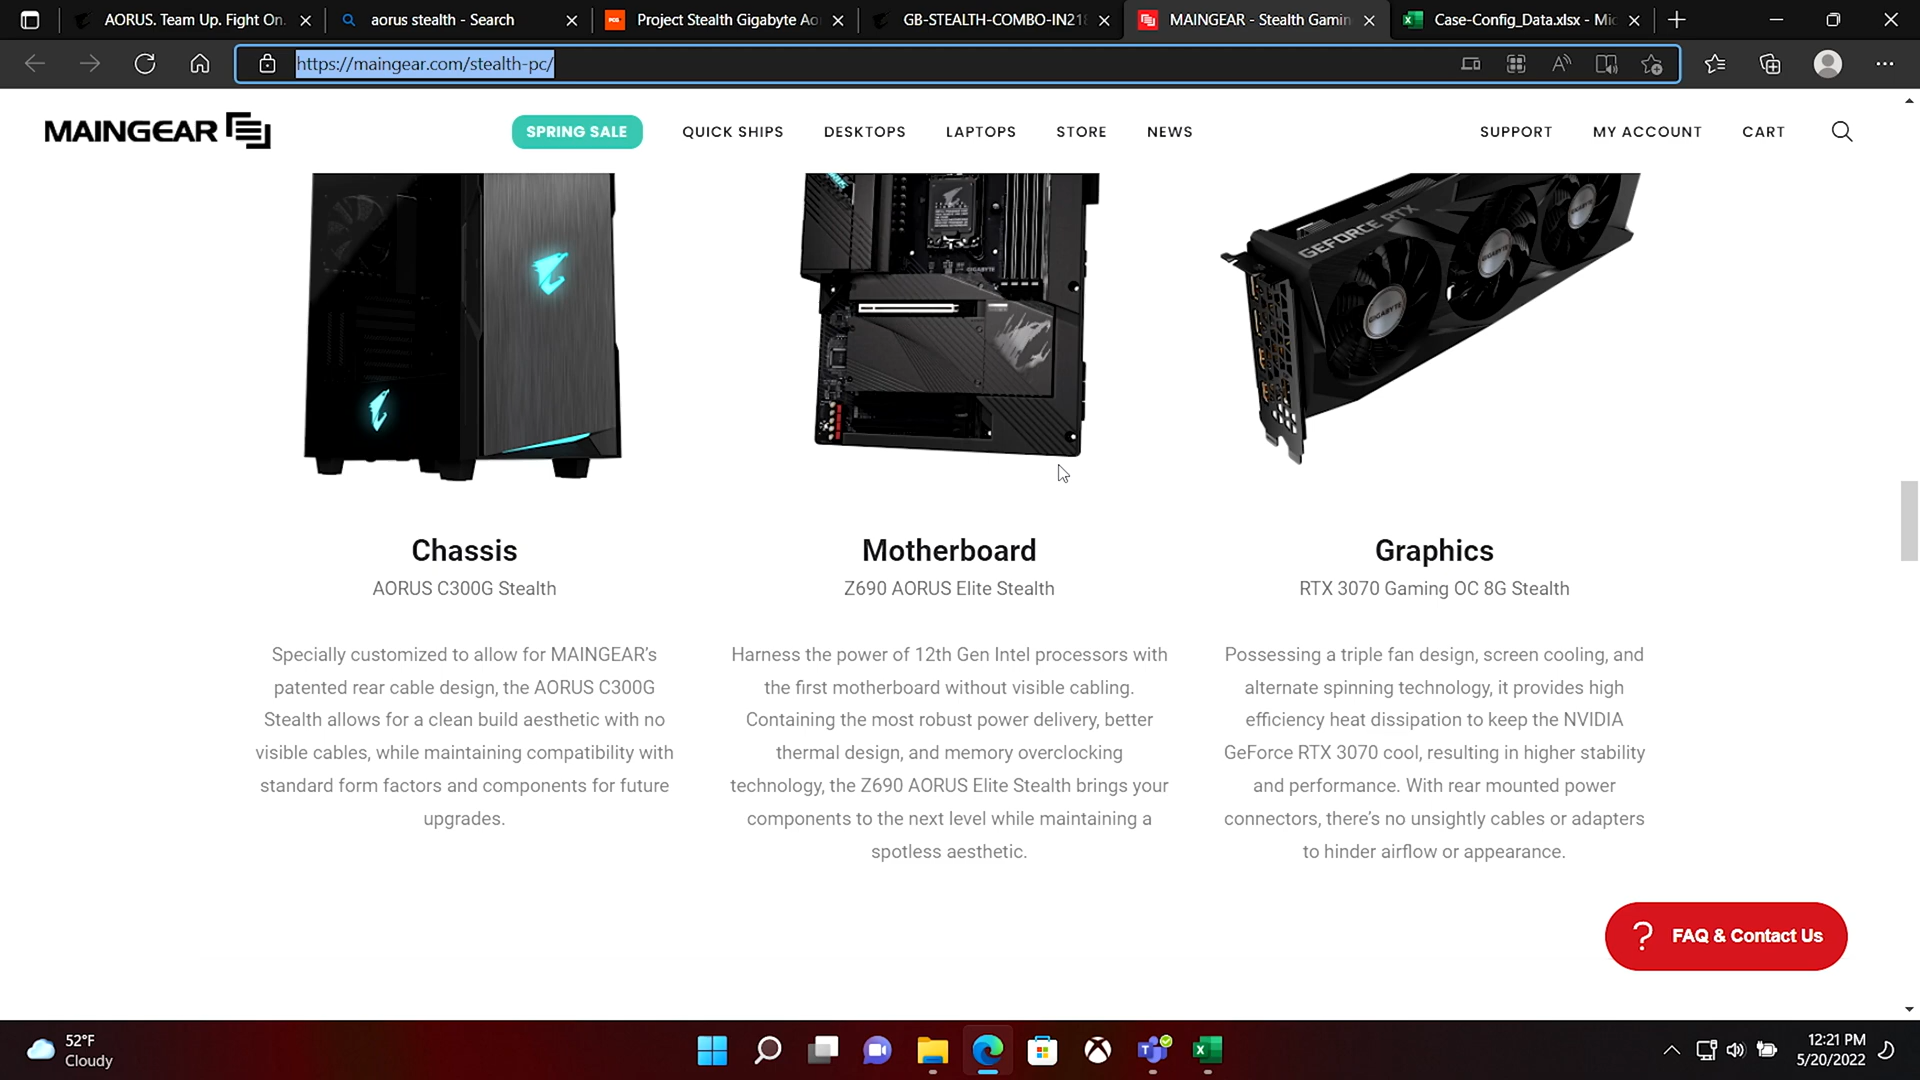 AORUS. Team Up. Fight On.
aorus stealth - Search
Project Stealth Gigabyte Ao
GB-STEALTH-COMBO-IN21
MAINGEAR - Stealth Gamin
Case-Config_Data.xlsx - Mic
https://maingear.com/stealth-pc/
MAINGEAR
SPRING SALE
QUICK SHIPS
DESKTOPS
LAPTOPS
STORE
NEWS
SUPPORT
MY ACCOUNT
CART
GEFORCE RTX
GIGABYTE
GIGABYTE
Chassis
AORUS C300G Stealth
Specially customized to allow for MAINGEAR’s
patented rear cable design, the AORUS C300G
Stealth allows for a clean build aesthetic with no
visible cables, while maintaining compatibility with
standard form factors and components for future
upgrades.
Motherboard
Z690 AORUS Elite Stealth
Harness the power of 12th Gen Intel processors with
the first motherboard without visible cabling.
Containing the most robust power delivery, better
thermal design, and memory overclocking
technology, the Z690 AORUS Elite Stealth brings your
components to the next level while maintaining a
spotless aesthetic.
Graphics
RTX 3070 Gaming OC 8G Stealth
Possessing a triple fan design, screen cooling, and
alternate spinning technology, it provides high
efficiency heat dissipation to keep the NVIDIA
GeForce RTX 3070 cool, resulting in higher stability
and performance. With rear mounted power
connectors, there’s no unsightly cables or adapters
to hinder airflow or appearance.
? FAQ & Contact Us
52°F
Cloudy
12:21 PM
5/20/2022